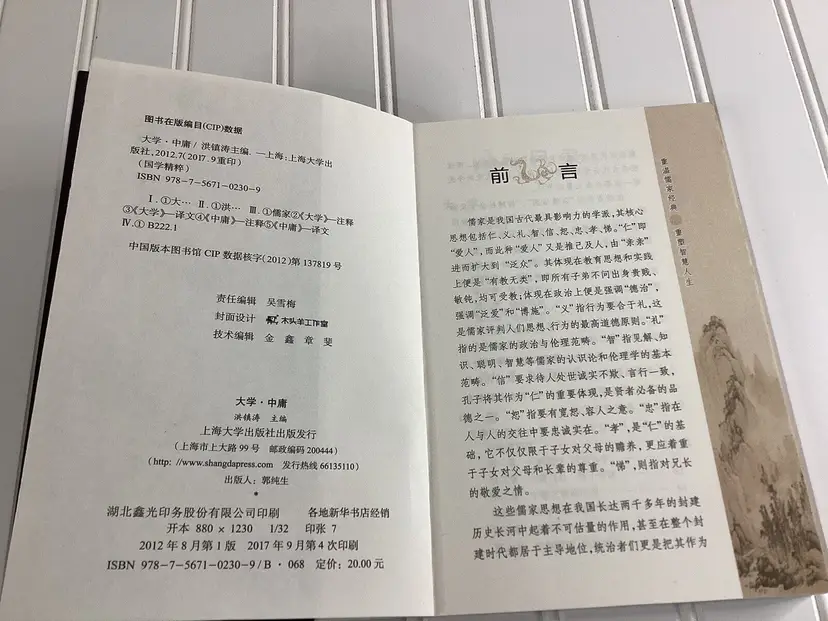 图书在版编目(CIP)数据
大学·中庸/洪镇涛主编.—上海:上海大学出
版社,2012.7(2017.9重印)
(国学精粹)
ISBN 978-7-5671-0230-9
Ⅰ.①大… Ⅱ.①洪… Ⅲ.①儒家②《大学》—注释
③《大学》—译文④《中庸》—注释⑤《中庸》—译文
Ⅳ.①B222.1
中国版本图书馆CIP数据核字(2012)第137819号
责任编辑 吴雪梅
封面设计 木头羊工作室
技术编辑 金鑫 章斐
大学·中庸
洪镇涛 主编
上海大学出版社出版发行
(上海市上大路99号 邮政编码200444)
(http: //www.shangdapress.com 发行热线66135110)
出版人:郭纯生
*
湖北鑫光印务股份有限公司印刷 各地新华书店经销
开本 880×1230 1/32 印张 7
2012年8月第1版 2017年9月第4次印刷
ISBN 978-7-5671-0230-9/B·068 定价:20.00元
前言
儒家是我国古代最具影响力的学派,其核心
思想包括仁、义、礼、智、信、恕、忠、孝、悌。“仁”即
“爱人”,而此种“爱人”又是推己及人,由“亲亲”
进而扩大到“泛众”。其体现在教育思想和实践
上便是“有教无类”,即所有子弟不问出身贵贱、
敏钝,均可受教;体现在政治上便是强调“德治”,
强调“泛爱”和“博施”。“义”指行为要合于礼,这
是儒家评判人们思想、行为的最高道德原则。“礼”
指的是儒家的政治与伦理范畴。“智”指见解、知
识、聪明、智慧等儒家的认识论和伦理学的基本
范畴。“信”要求待人处世诚实不欺、言行一致,
孔子将其作为“仁”的重要体现,是贤者必备的品
德之一。“恕”指要有宽恕、容人之意。“忠”指在
人与人的交往中要忠诚实在。“孝”,是“仁”的基
础,它不仅仅限于子女对父母的赡养,更应着重
于子女对父母和长辈的尊重。“悌”,则指对兄长
的敬爱之情。
这些儒家思想在我国长达两千多年的封建
历史长河中起着不可估量的作用,甚至在整个封
建时代都居于主导地位,统治者们更是把其作为
重温儒家经典
重塑智慧人生